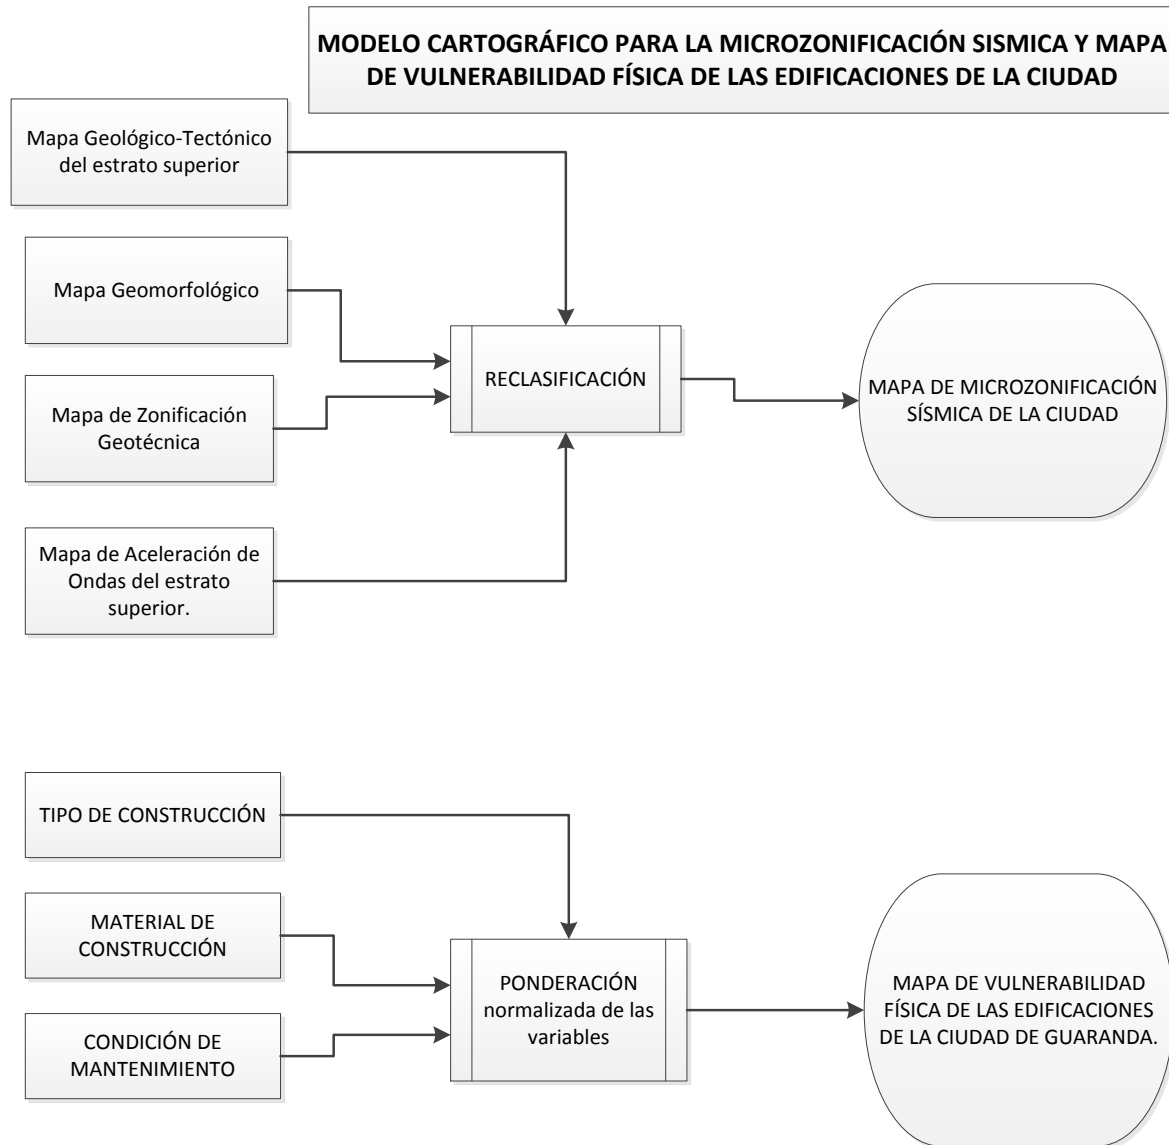 MODELO CARTOGRÁFICO PARA LA MICROZONIFICACIÓN SISMICA Y MAPA
DE VULNERABILIDAD FÍSICA DE LAS EDIFICACIONES DE LA CIUDAD
Mapa Geológico-Tectónico
del estrato superior
Mapa Geomorfológico
Mapa de Zonificación
Geotécnica
Mapa de Aceleración de
Ondas del estrato
superior.
RECLASIFICACIÓN
MAPA DE MICROZONIFICACIÓN
SÍSMICA DE LA CIUDAD
TIPO DE CONSTRUCCIÓN
MATERIAL DE
CONSTRUCCIÓN
CONDICIÓN DE
MANTENIMIENTO
PONDERACIÓN
normalizada de las
variables
MAPA DE VULNERABILIDAD
FÍSICA DE LAS EDIFICACIONES
DE LA CIUDAD DE GUARANDA.